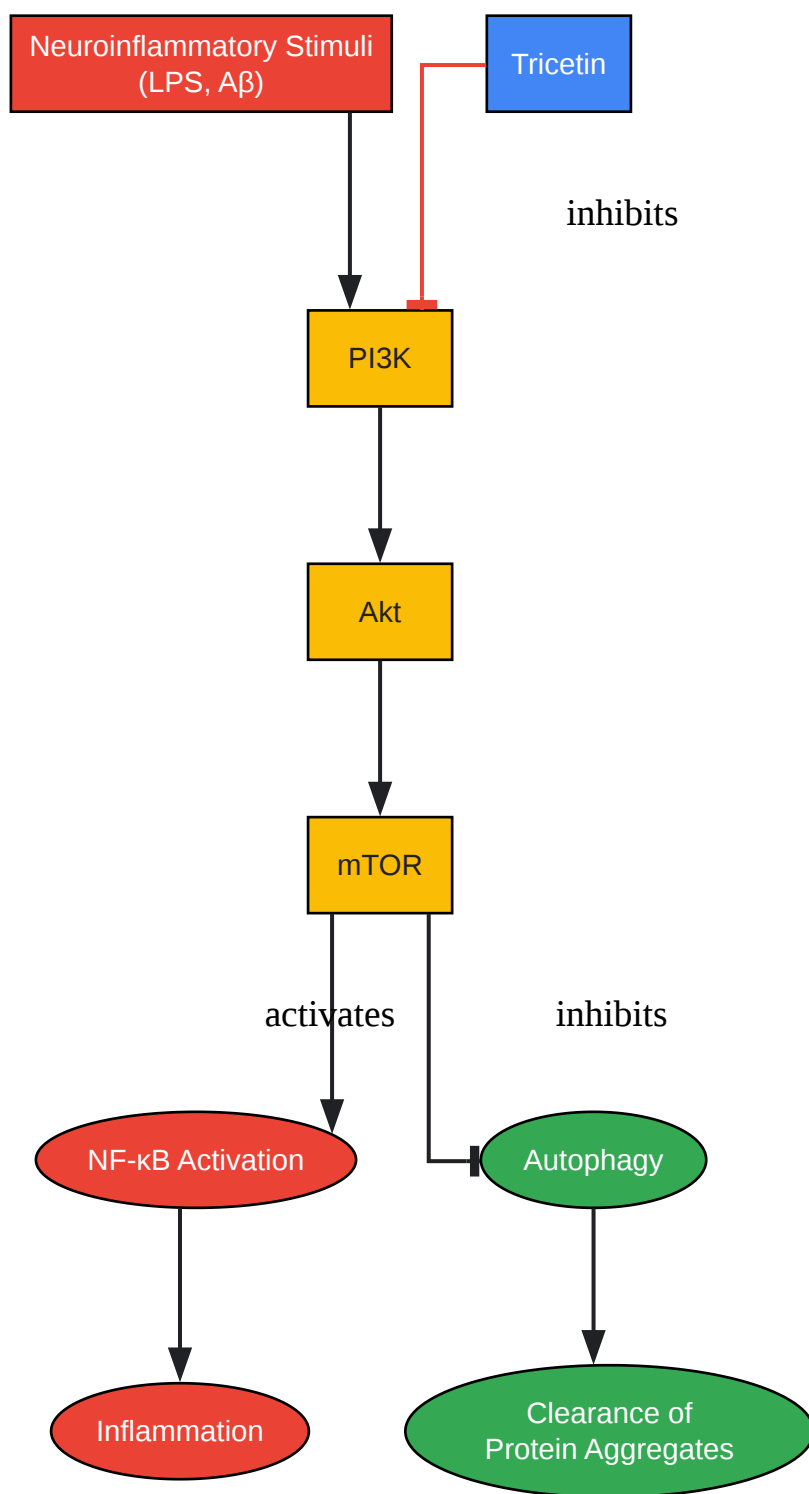 Neuroinflammatory Stimuli
(LPS, Aβ)
Tricetin
inhibits
PI3K
Akt
mTOR
activates
inhibits
NF-κB Activation
Autophagy
Inflammation
Clearance of
Protein Aggregates